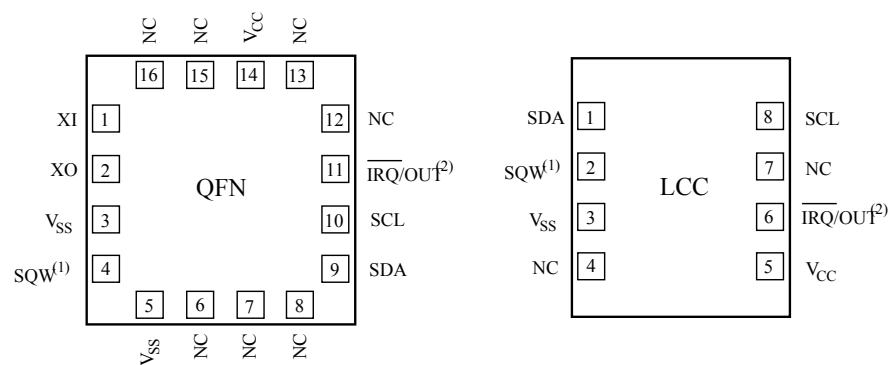 NC NC VCC NC
16 15 14 13
XI 1 12 NC
XO 2 11 IRQ/OUT(2)
VSS 3 10 SCL
SQW(1) 4 9 SDA
QFN
5 6 7 8
VSS NC NC NC
SDA 1 8 SCL
SQW(1) 2 7 NC
LCC
VSS 3 6 IRQ/OUT(2)
NC 4 5 VCC